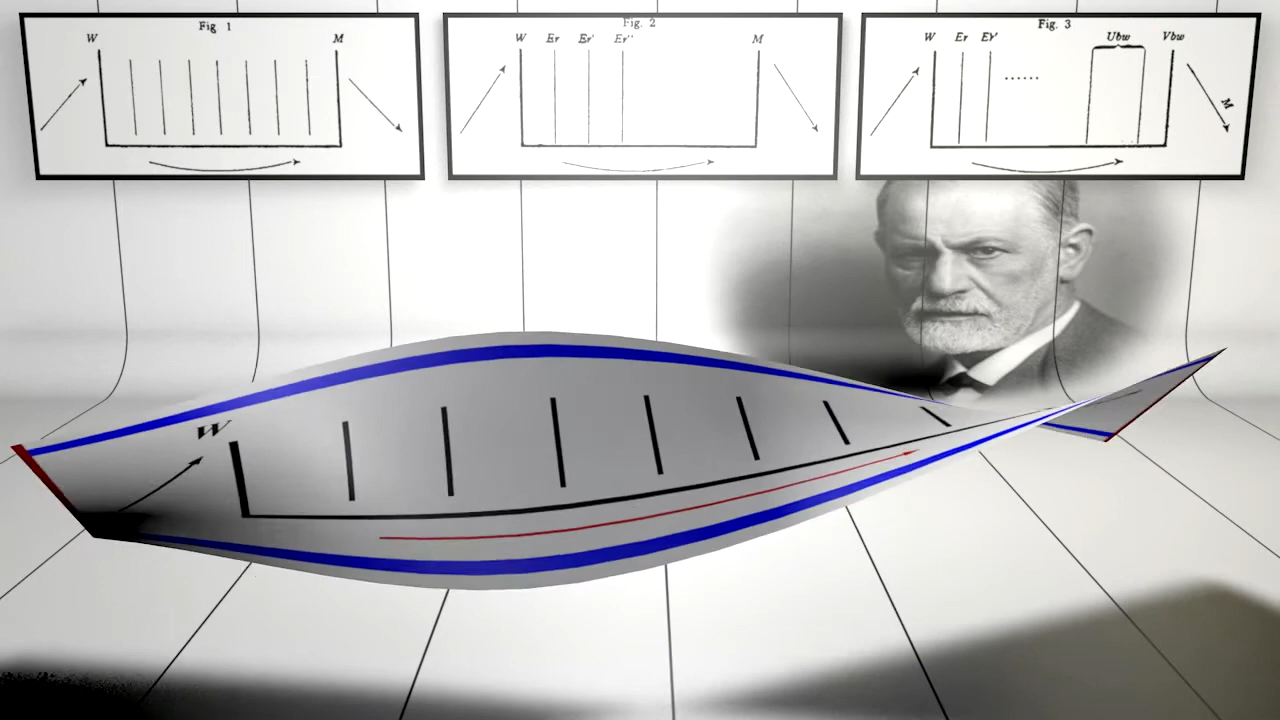 Fig 1
W M
Fig. 2
W Er Er' Er'' M
Fig. 3
W Er Er' Ubw Vbw
M
W